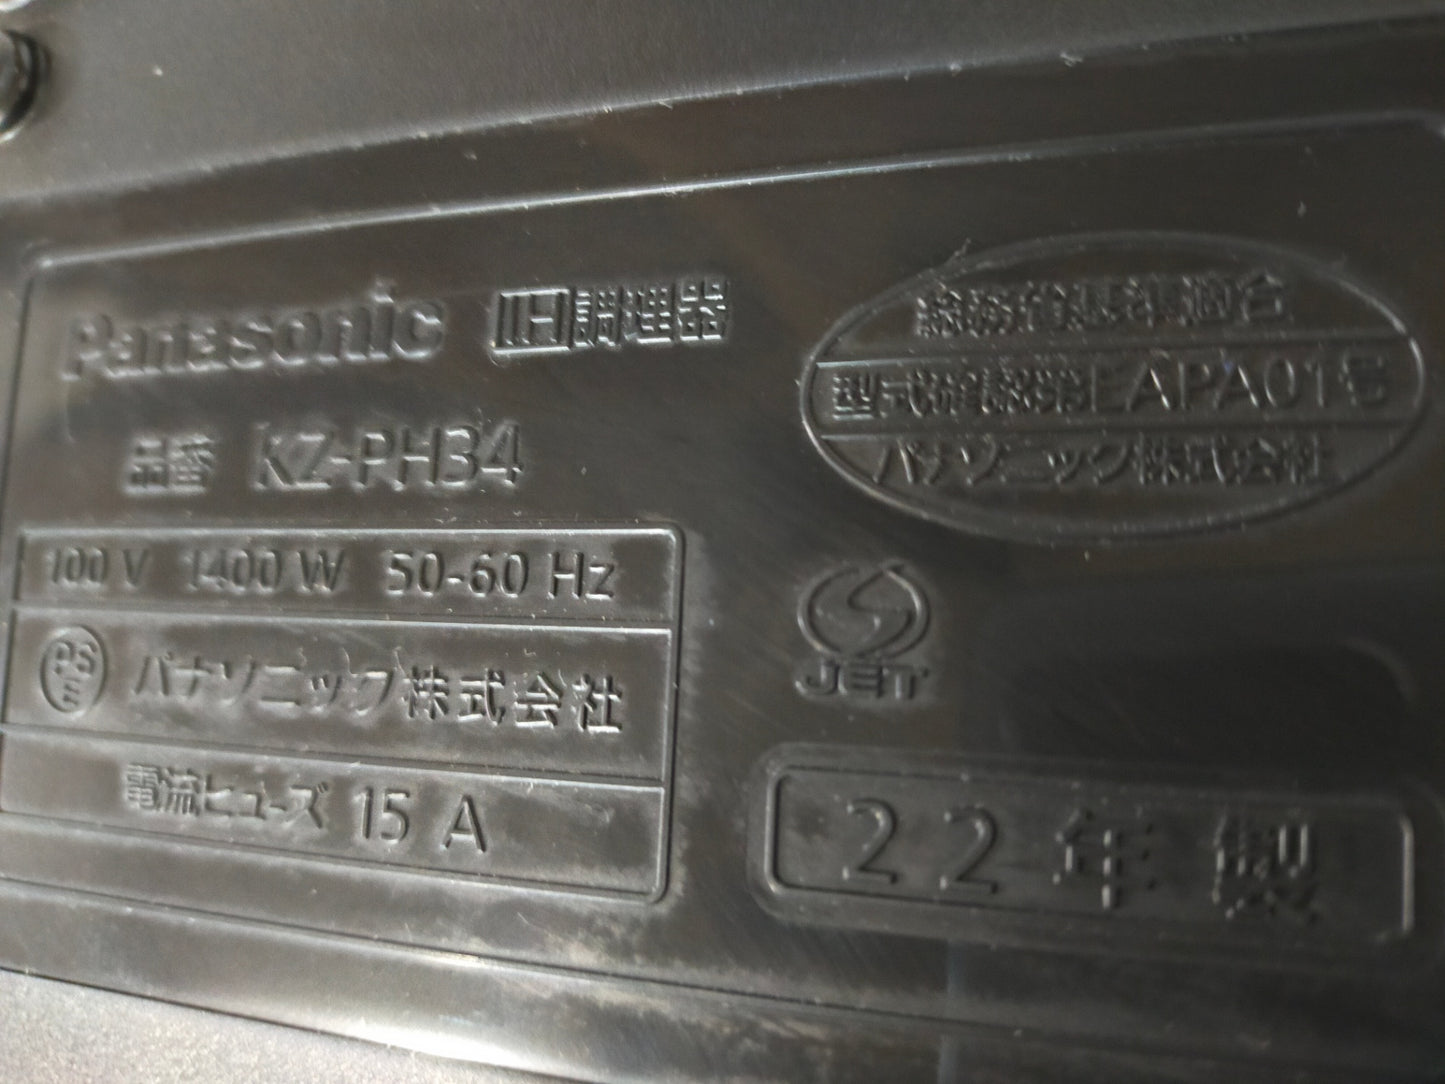 Panasonic IH調理器
品番 KZ-PH34
100 V 1400 W 50-60 Hz
PS
E
パナソニック株式会社
電流ヒューズ 15 A
総務省基準適合
型式確認第EAPA01号
パナソニック株式会社
JET
22年製